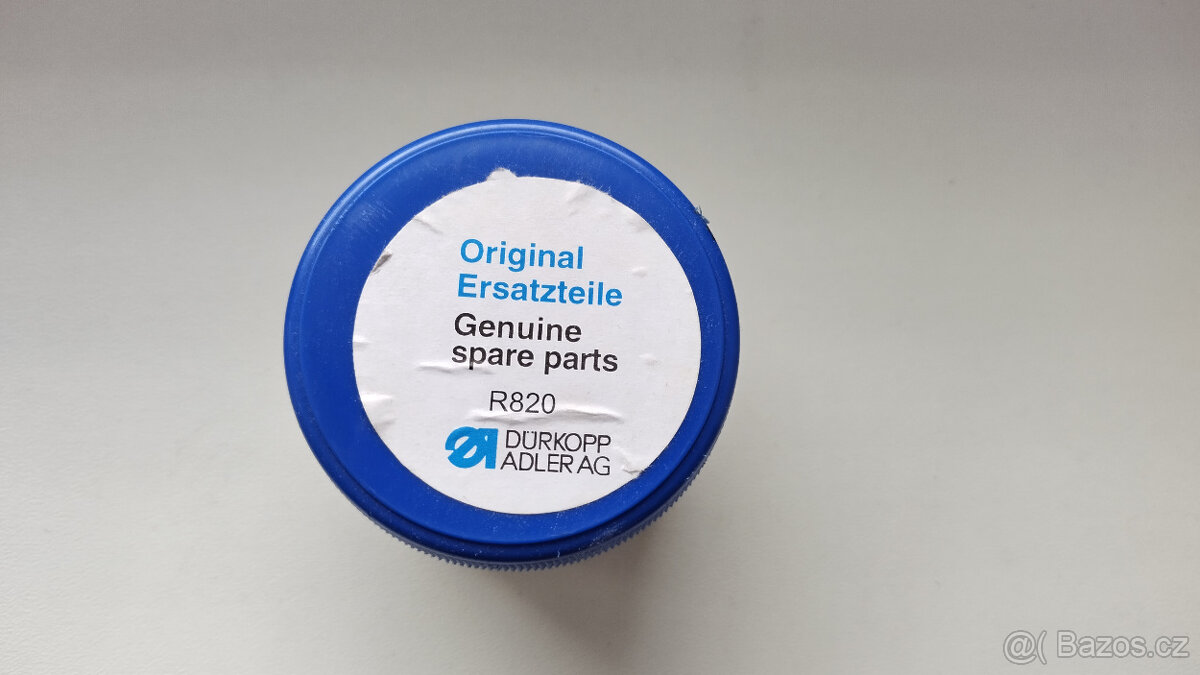 Original
Ersatzteile
Genuine
spare parts
R820
DÜRKOPP
ADLER AG
@( Bazos.cz